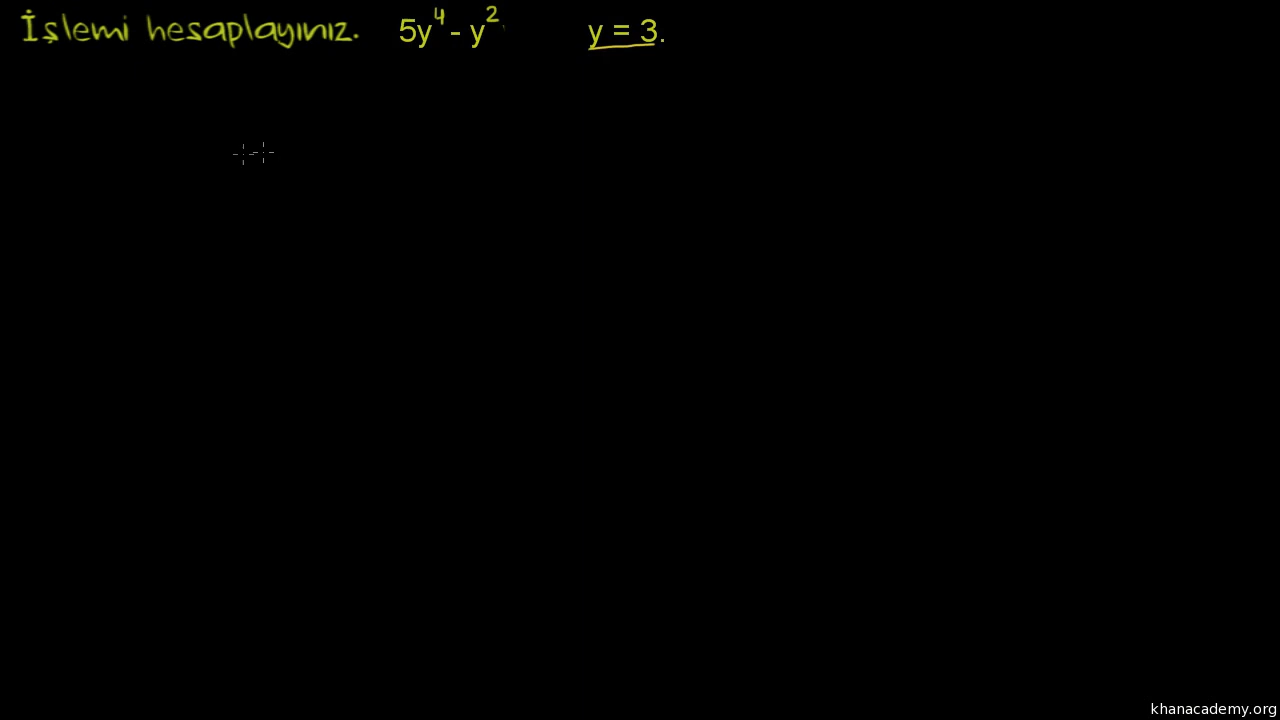 İşlemi hesaplayınız. 5y⁴ - y² y = 3.
khanacademy.org